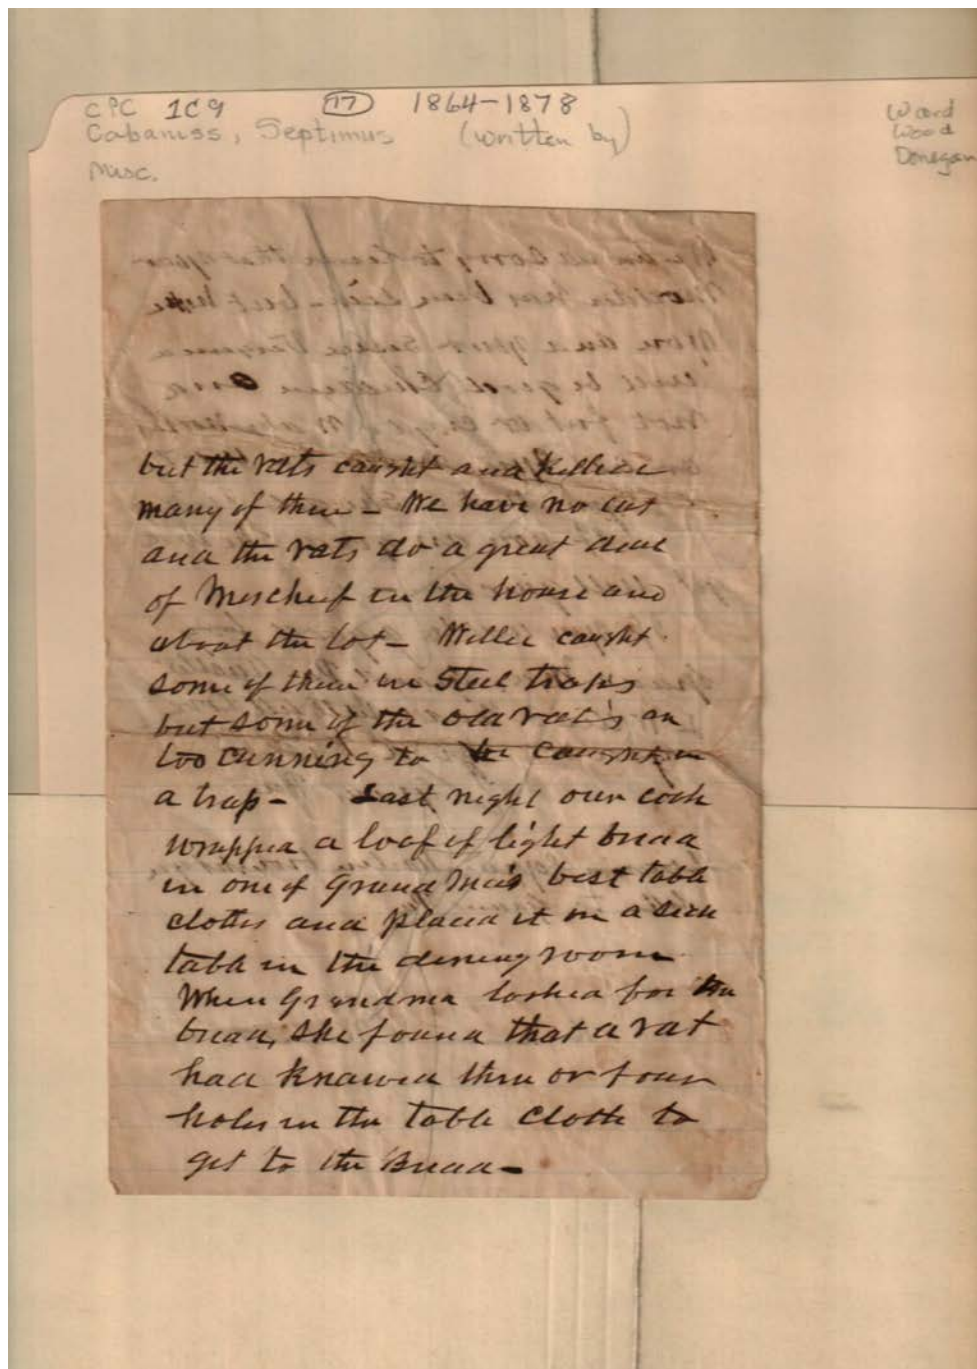 CPC 1C9 17 1864-1878
Cabaniss, Septimus (written by)
Misc.
Ward
Wood
Donegan
but the rats caught and killed
many of them - We have no cat
and the rats do a great deal
of Mischief in the house and
about the lot - Willie caught
some of them in Steel traps
but some of the old rats an
too cunning to be caught in
a trap - Last night our cook
wrapped a loaf of light bread
in one of Grand Ma's best table
cloths and placed it on a side
table in the dining room
When Grandma looked for the
bread, she found that a rat
had knawed three or four
holes in the table cloth to
get to the Bread -